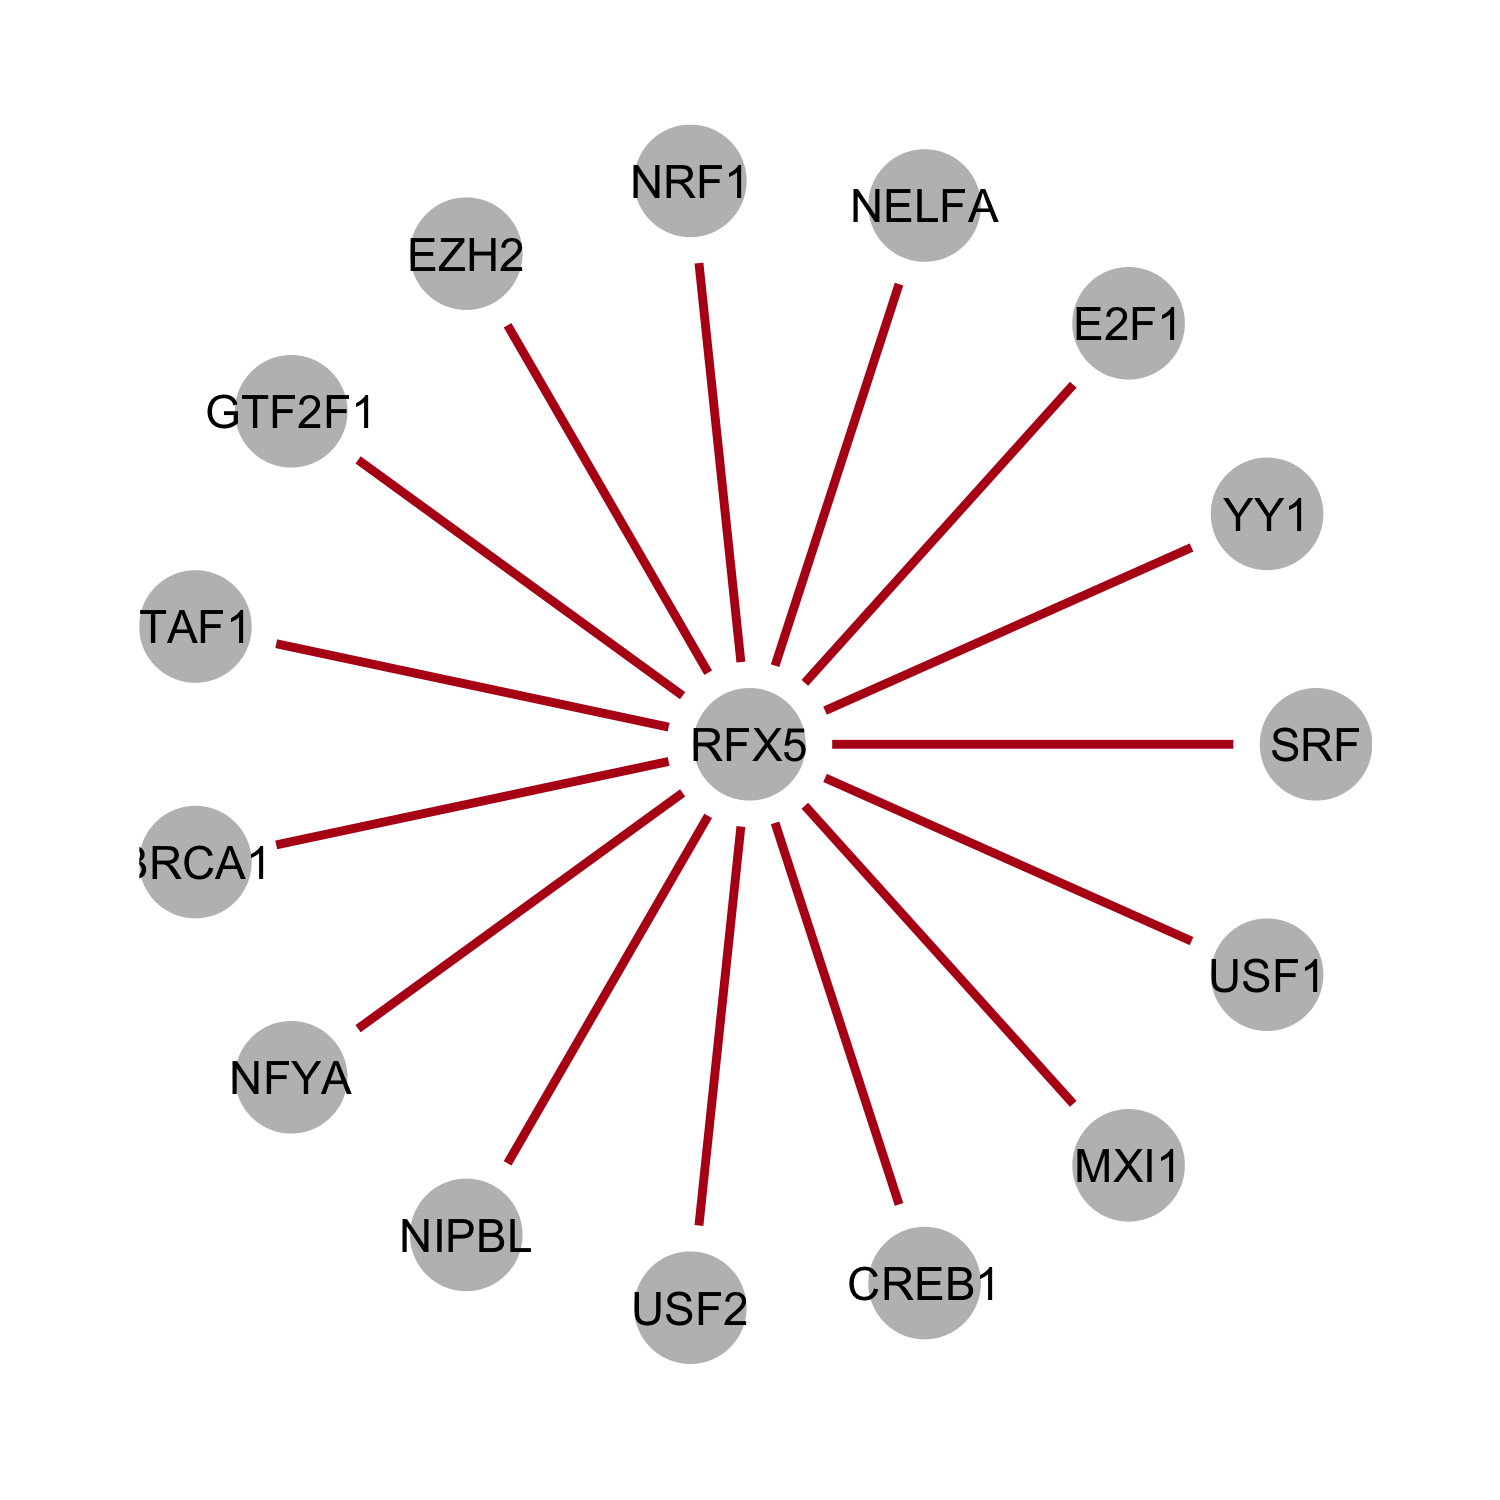 NRF1
NELFA
EZH2
E2F1
GTF2F1
YY1
TAF1
RFX5
SRF
BRCA1
USF1
NFYA
MXI1
NIPBL
CREB1
USF2